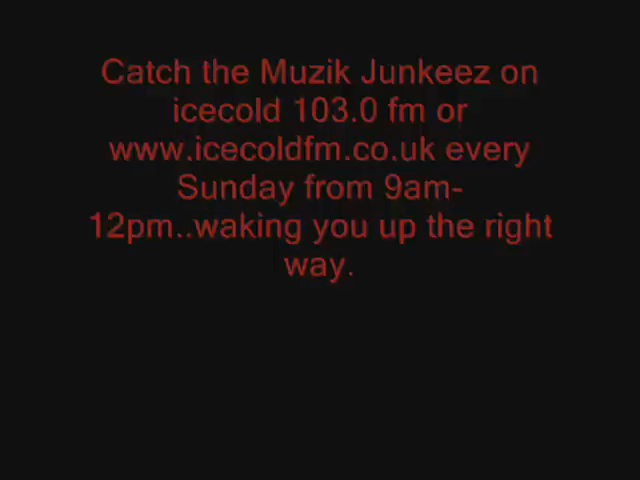 Catch the Muzik Junkeez on
icecold 103.0 fm or
www.icecoldfm.co.uk every
Sunday from 9am-
12pm..waking you up the right
way.